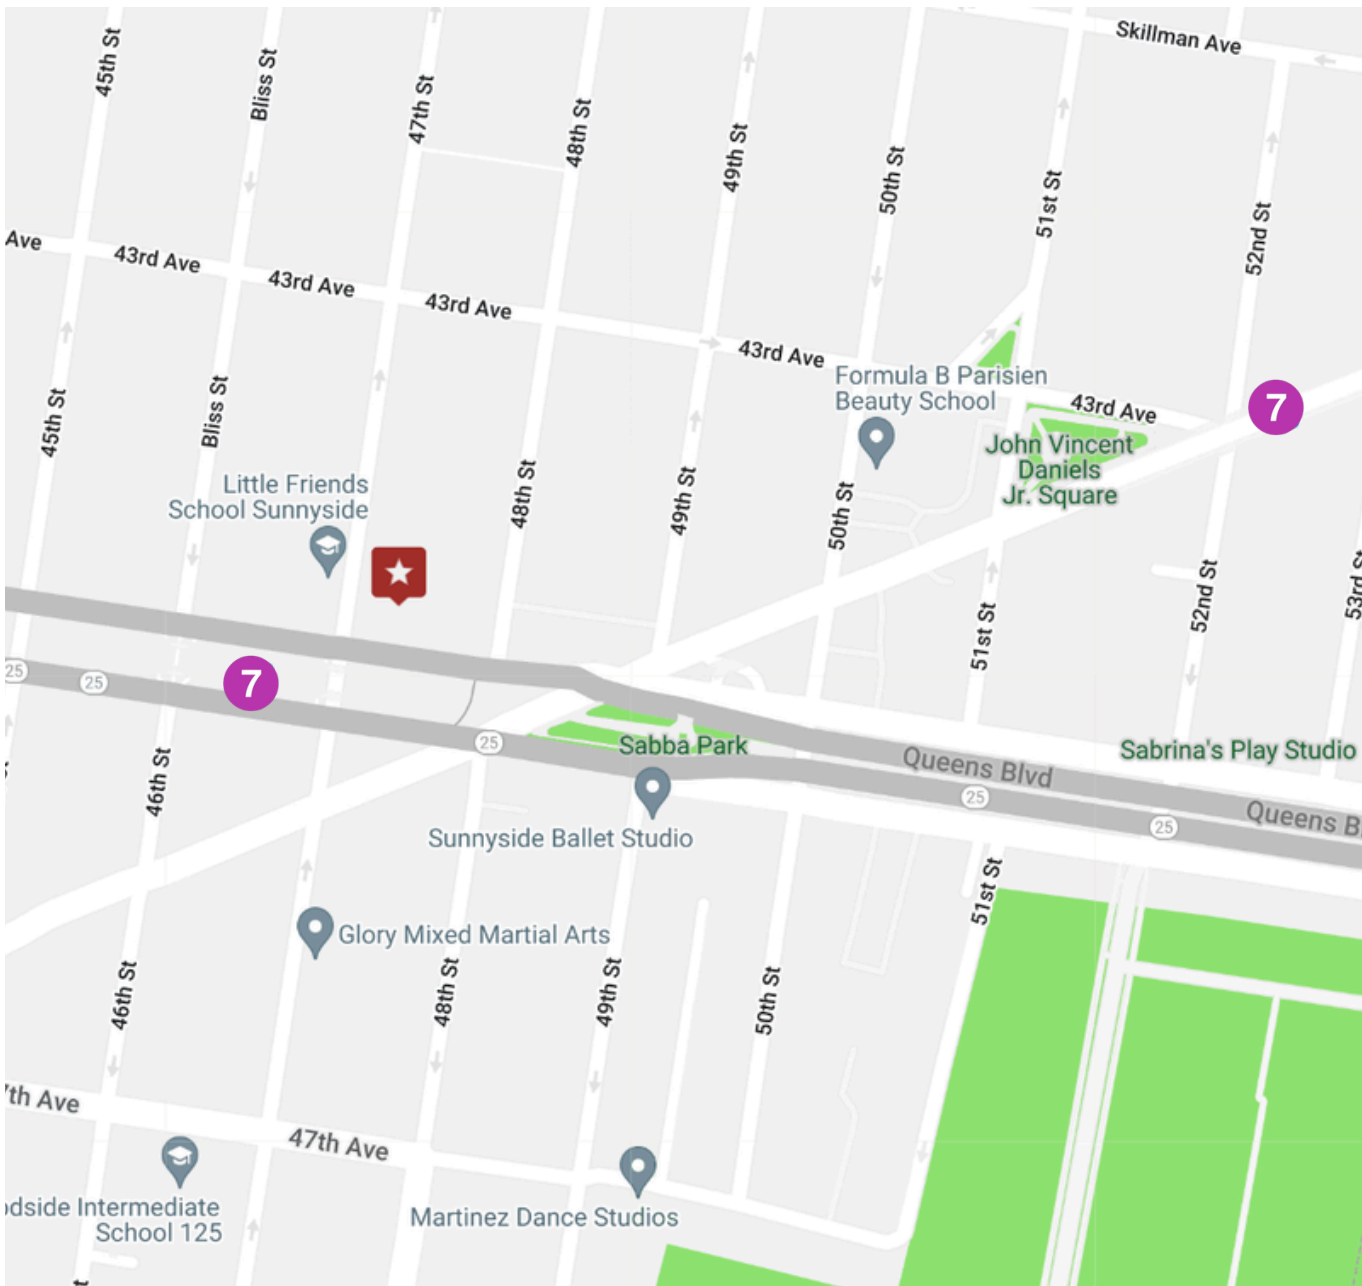 Skillman Ave
45th St
Bliss St
47th St
48th St
49th St
50th St
51st St
52nd St
Ave
43rd Ave
43rd Ave
43rd Ave
43rd Ave
Formula B Parisien
Beauty School
43rd Ave
7
45th St
Bliss St
John Vincent
Daniels
Jr. Square
Little Friends
School Sunnyside
48th St
49th St
50th St
51st St
52nd St
53rd St
25
25
7
25
Sabba Park
Queens Blvd
Sabrina's Play Studio
25
Queens B
25
46th St
Sunnyside Ballet Studio
51st St
Glory Mixed Martial Arts
46th St
48th St
49th St
50th St
7th Ave
47th Ave
odside Intermediate
School 125
Martinez Dance Studios